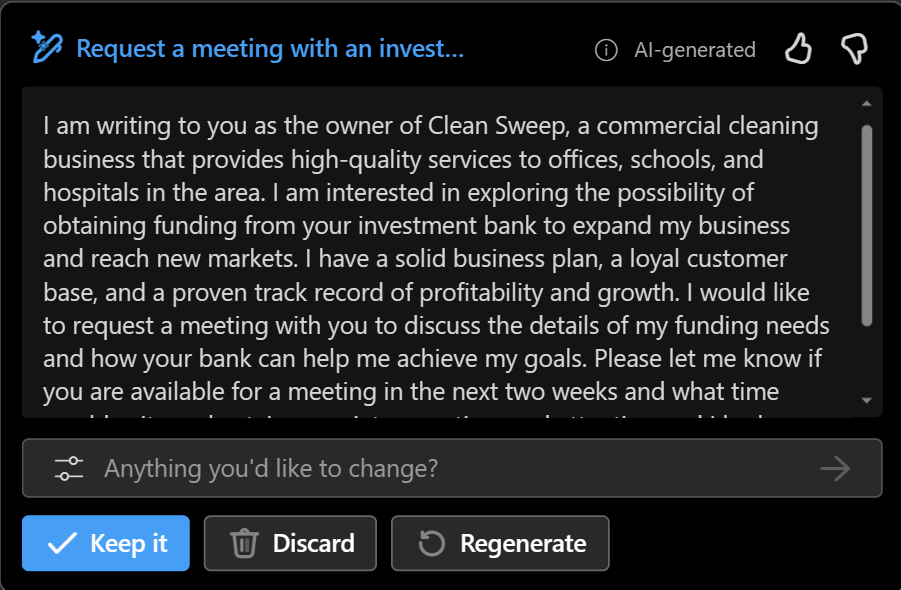 Request a meeting with an invest...
AI-generated
I am writing to you as the owner of Clean Sweep, a commercial cleaning
business that provides high-quality services to offices, schools, and
hospitals in the area. I am interested in exploring the possibility of
obtaining funding from your investment bank to expand my business
and reach new markets. I have a solid business plan, a loyal customer
base, and a proven track record of profitability and growth. I would like
to request a meeting with you to discuss the details of my funding needs
and how your bank can help me achieve my goals. Please let me know if
you are available for a meeting in the next two weeks and what time
Anything you'd like to change?
Keep it
Discard
Regenerate